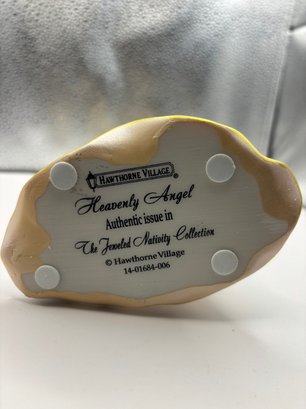 HAWTHORNE VILLAGE
Heavenly Angel
Authentic issue in
The Jeweled Nativity Collection
© Hawthorne Village
14-01684-006